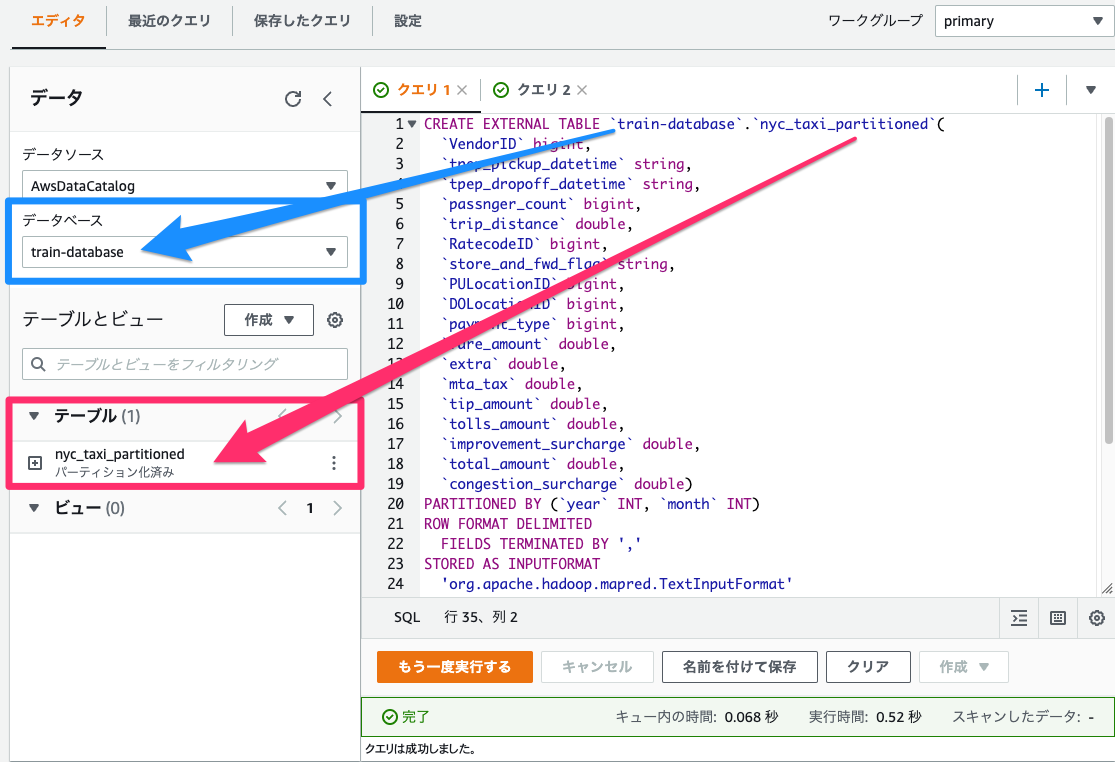 エディタ
最近のクエリ
保存したクエリ
設定
ワークグループ
primary
データ
データソース
AwsDataCatalog
データベース
train-database
テーブルとビュー
作成
テーブルとビューをフィルタリング
テーブル (1)
nyc_taxi_partitioned
パーティション化済み
ビュー (0)
1
クエリ 1
クエリ 2
1 CREATE EXTERNAL TABLE `train-database`.`nyc_taxi_partitioned`(
2 `VendorID` bigint,
3 `tpep_pickup_datetime` string,
4 `tpep_dropoff_datetime` string,
5 `passnger_count` bigint,
6 `trip_distance` double,
7 `RatecodeID` bigint,
8 `store_and_fwd_flag` string,
9 `PULocationID` bigint,
10 `DOLocationID` bigint,
11 `payment_type` bigint,
12 `fare_amount` double,
13 `extra` double,
14 `mta_tax` double,
15 `tip_amount` double,
16 `tolls_amount` double,
17 `improvement_surcharge` double,
18 `total_amount` double,
19 `congestion_surcharge` double)
20 PARTITIONED BY (`year` INT, `month` INT)
21 ROW FORMAT DELIMITED
22 FIELDS TERMINATED BY ','
23 STORED AS INPUTFORMAT
24 'org.apache.hadoop.mapred.TextInputFormat'
SQL 行 35、列 2
もう一度実行する
キャンセル
名前を付けて保存
クリア
作成
完了
キュー内の時間: 0.068 秒
実行時間: 0.52 秒
スキャンしたデータ: -
クエリは成功しました。